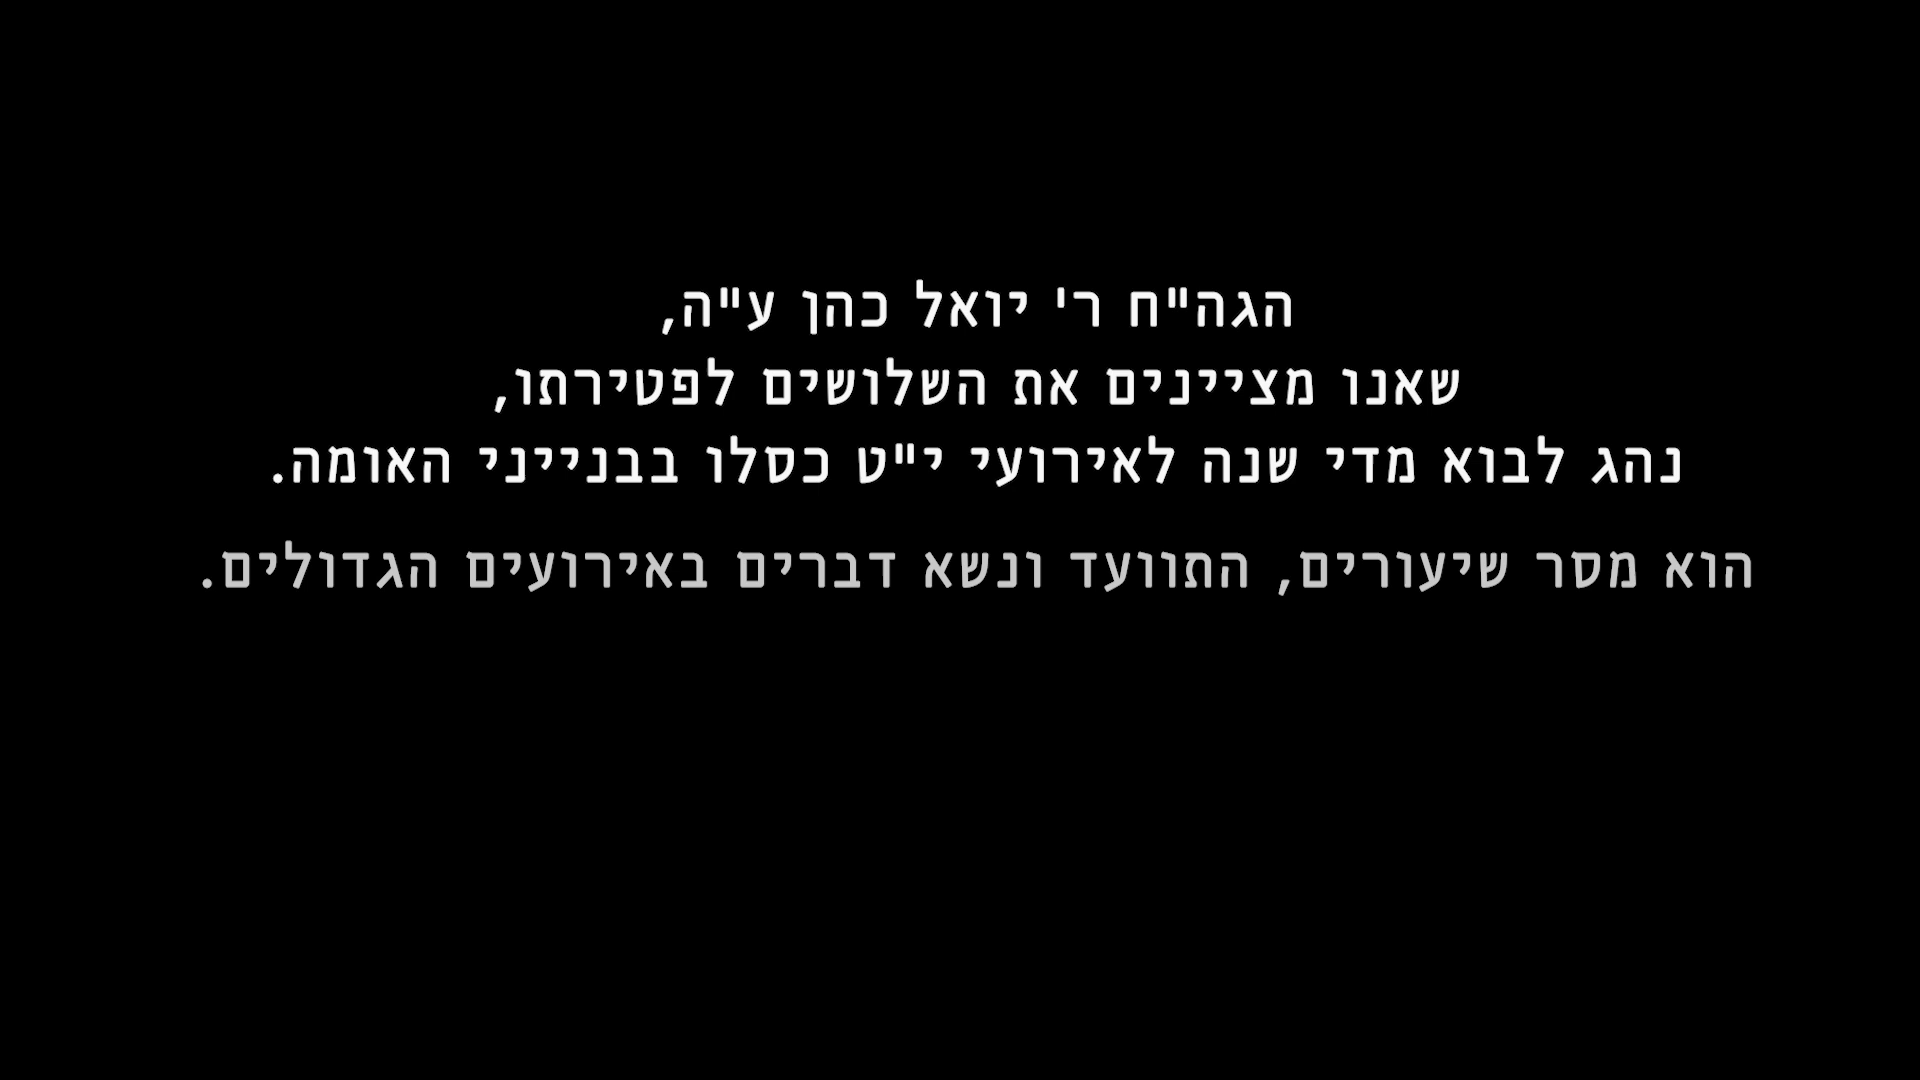 הגה"ח ר' יואל כהן ע"ה,
שאנו מציינים את השלושים לפטירתו,
נהג לבוא מדי שנה לאירועי י"ט כסלו בבנייני האומה.
הוא מסר שיעורים, התוועד ונשא דברים באירועים הגדולים.